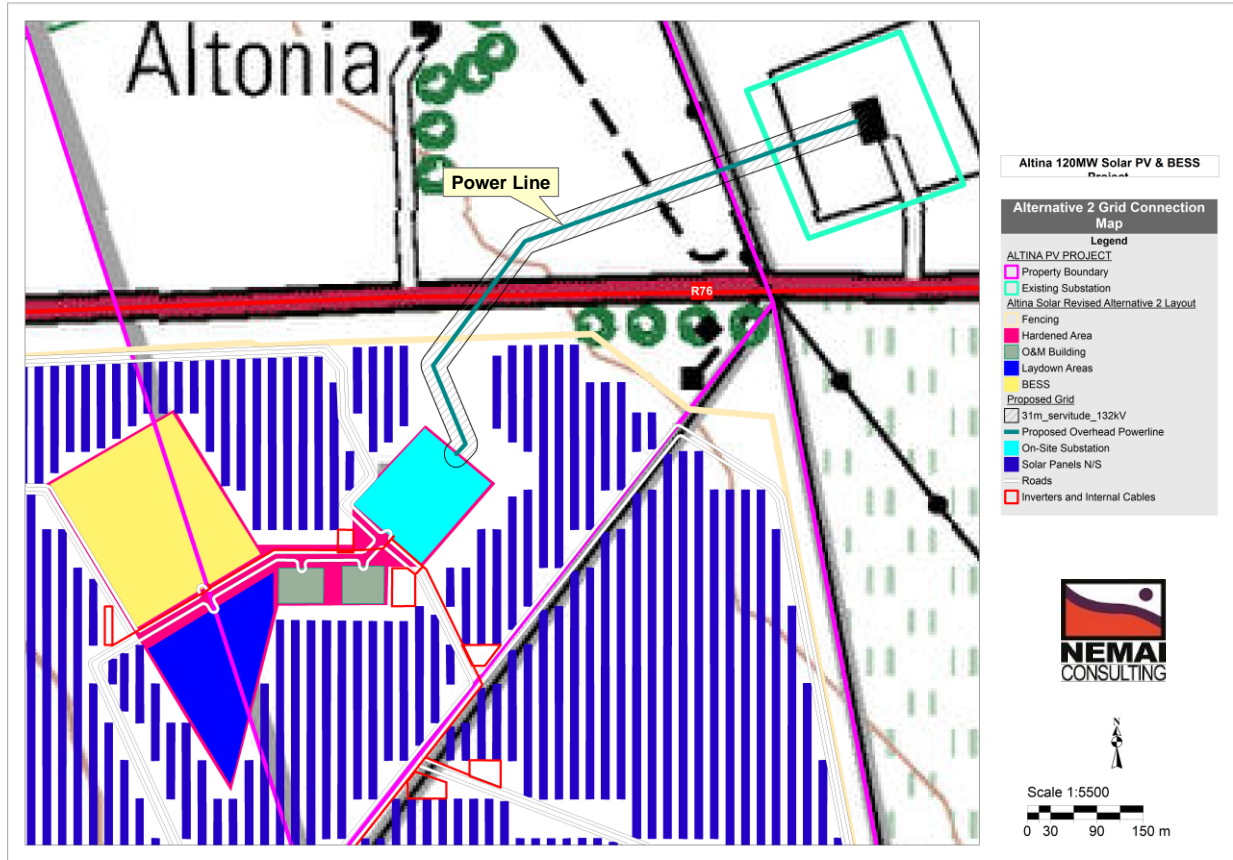 Altonia
Power Line
R76
Altina 120MW Solar PV & BESS
Project
Alternative 2 Grid Connection
Map
Legend
ALTINA PV PROJECT
Property Boundary
Existing Substation
Altina Solar Revised Alternative 2 Layout
Fencing
Hardened Area
O&M Building
Laydown Areas
BESS
Proposed Grid
31m_servitude_132kV
Proposed Overhead Powerline
On-Site Substation
Solar Panels N/S
Roads
Inverters and Internal Cables
NEMAI
CONSULTING
N
Scale 1:5500
0 30 90 150 m